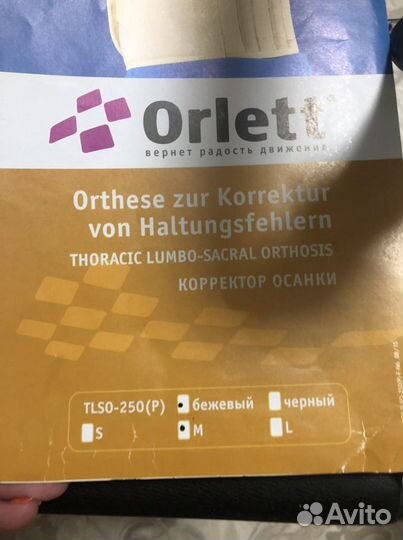 Orlett
вернет радость движения
Orthese zur Korrektur
von Haltungsfehlern
THORACIC LUMBO-SACRAL ORTHOSIS
КОРРЕКТОР ОСАНКИ
TLSO-250(P) бежевый черный
S M L
Avito